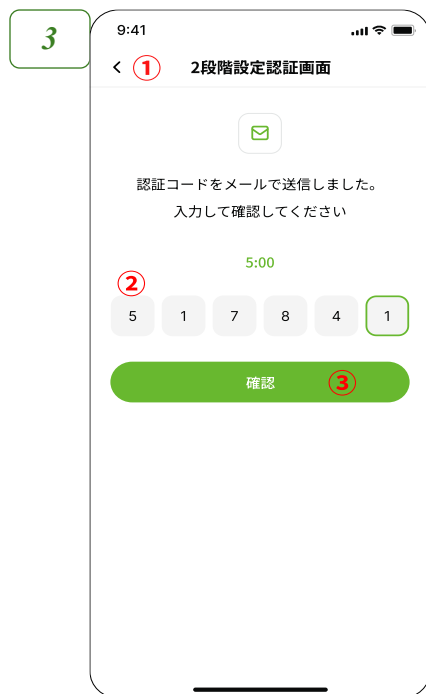 3
9:41
① 2段階設定認証画面
認証コードをメールで送信しました。
入力して確認してください
5:00
②
5 1 7 8 4 1
確認 ③